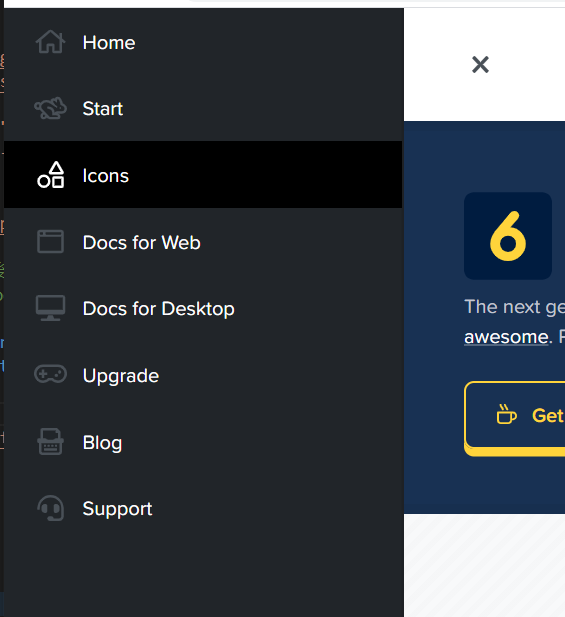 Home
Start
Icons
Docs for Web
Docs for Desktop
Upgrade
Blog
Support
6
The next ge
awesome. F
Get